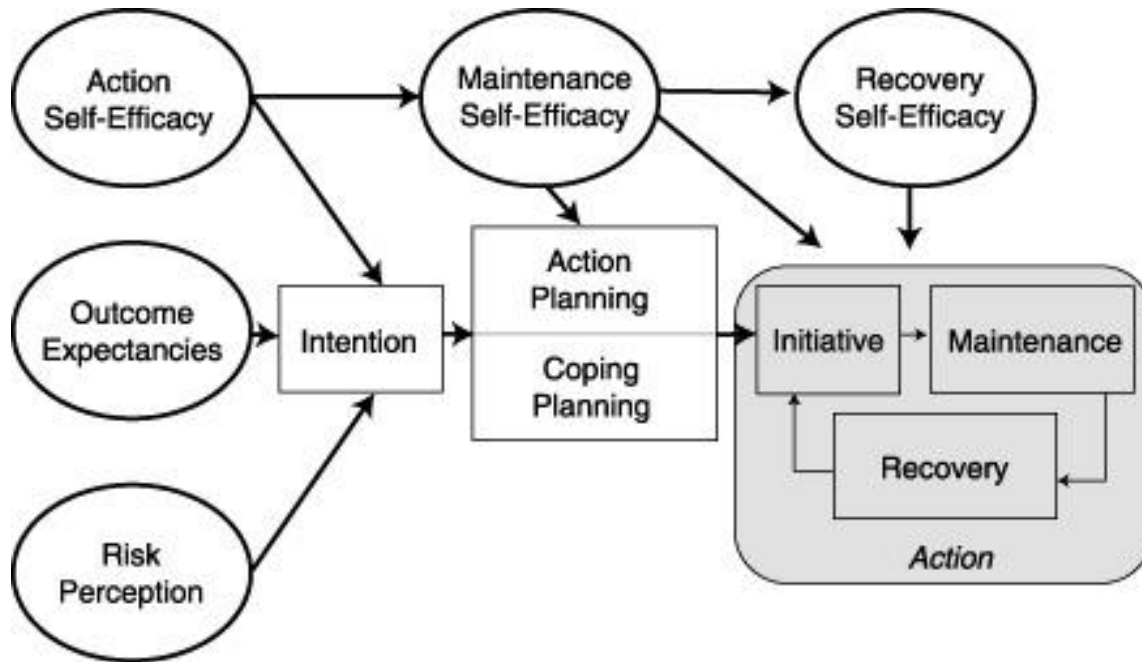 Action
Self-Efficacy
Maintenance
Self-Efficacy
Recovery
Self-Efficacy
Outcome
Expectancies
Intention
Action
Planning
Coping
Planning
Initiative
Maintenance
Recovery
Action
Risk
Perception